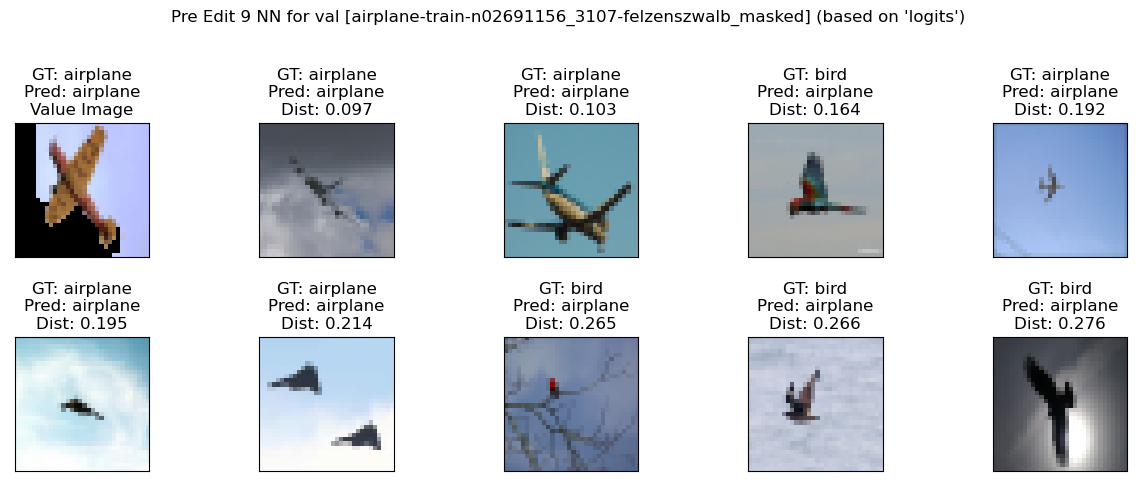 Pre Edit 9 NN for val [airplane-train-n02691156_3107-felzenszwalb_masked] (based on 'logits')
GT: airplane
Pred: airplane
Value Image
GT: airplane
Pred: airplane
Dist: 0.097
GT: airplane
Pred: airplane
Dist: 0.103
GT: bird
Pred: airplane
Dist: 0.164
GT: airplane
Pred: airplane
Dist: 0.192
GT: airplane
Pred: airplane
Dist: 0.195
GT: airplane
Pred: airplane
Dist: 0.214
GT: bird
Pred: airplane
Dist: 0.265
GT: bird
Pred: airplane
Dist: 0.266
GT: bird
Pred: airplane
Dist: 0.276